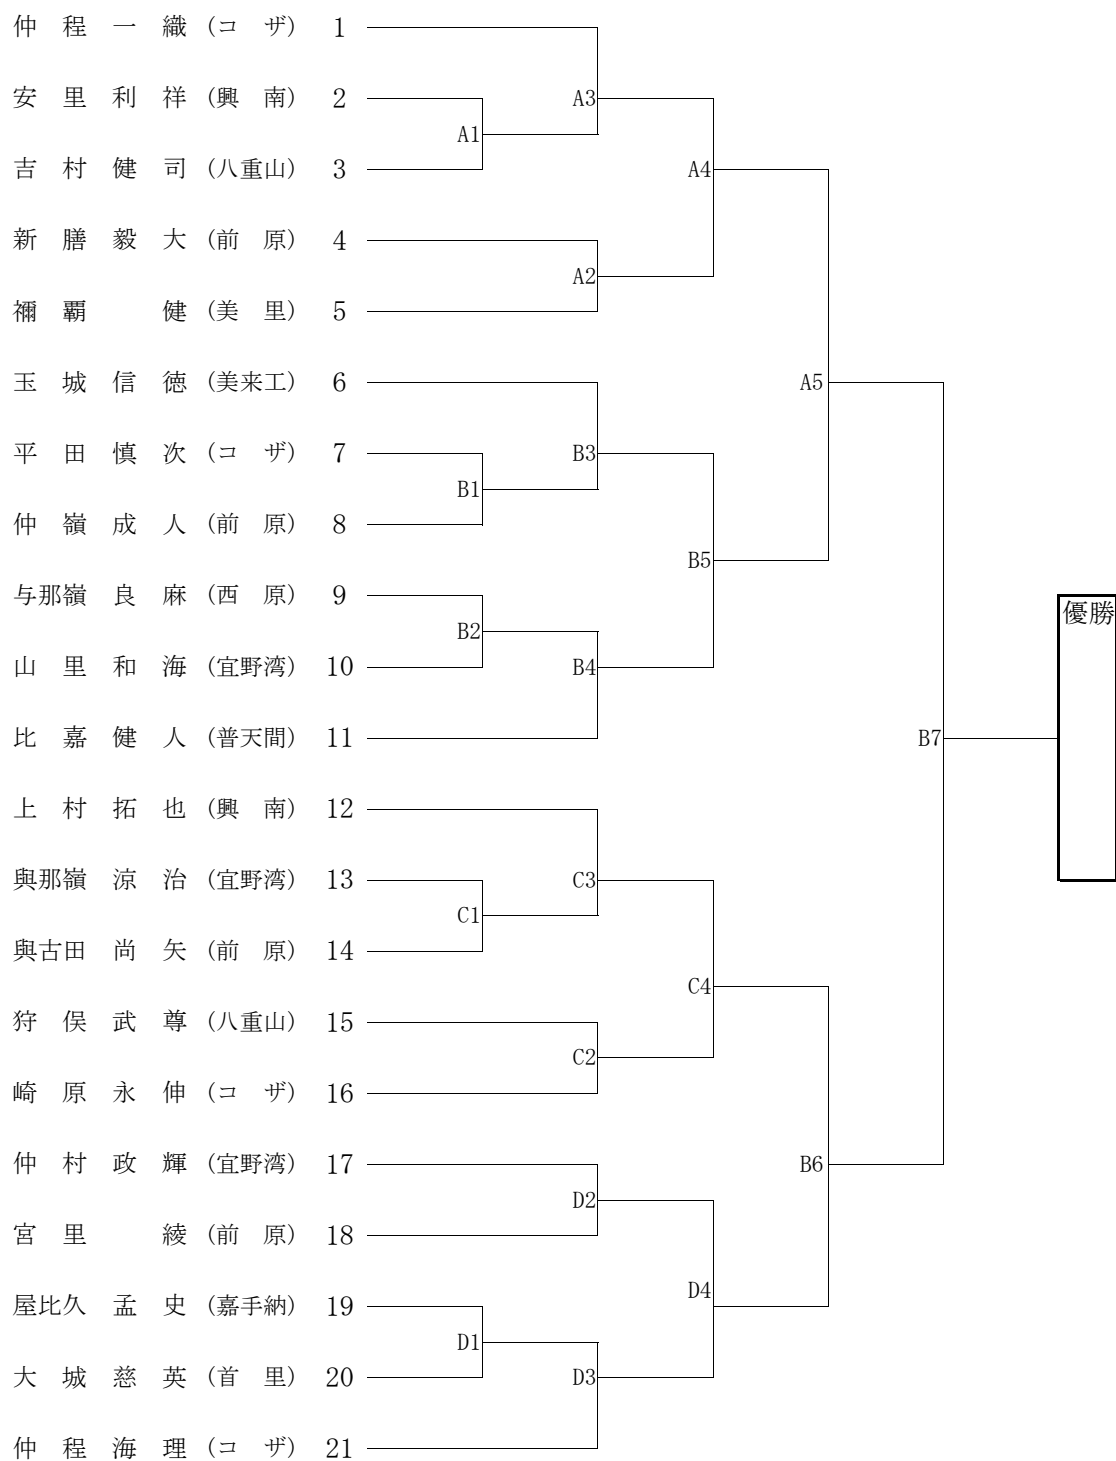 仲程一織（コザ） 1
安里利祥（興南） 2
A3
A1
吉村健司（八重山） 3
A4
新膳毅大（前原） 4
A2
禰覇健（美里） 5
玉城信徳（美来工） 6
A5
平田慎次（コザ） 7
B3
B1
仲嶺成人（前原） 8
B5
与那嶺良麻（西原） 9
優勝
B2
山里和海（宜野湾） 10
B4
比嘉健人（普天間） 11
B7
上村拓也（興南） 12
與那嶺涼治（宜野湾） 13
C3
C1
與古田尚矢（前原） 14
C4
狩俣武尊（八重山） 15
C2
崎原永伸（コザ） 16
仲村政輝（宜野湾） 17
B6
D2
宮里綾（前原） 18
D4
屋比久孟史（嘉手納） 19
D1
大城慈英（首里） 20
D3
仲程海理（コザ） 21